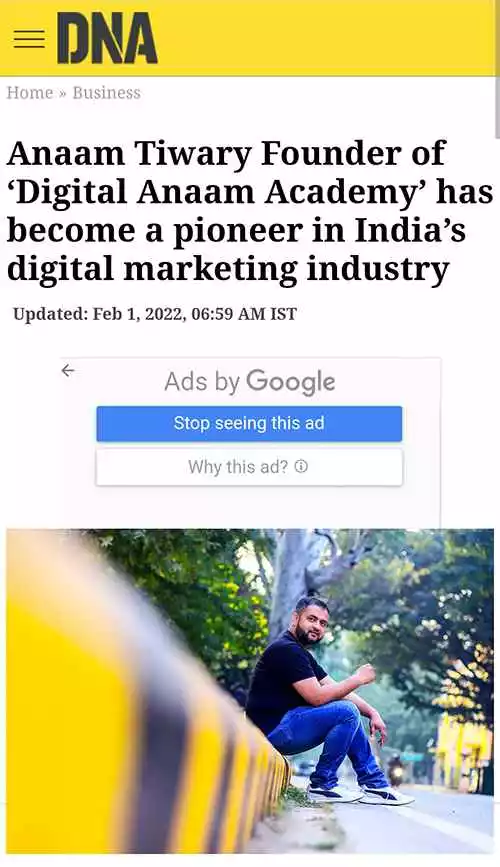 DNA
Home » Business
Anaam Tiwary Founder of
‘Digital Anaam Academy’ has
become a pioneer in India’s
digital marketing industry
Updated: Feb 1, 2022, 06:59 AM IST
Ads by Google
Stop seeing this ad
Why this ad?